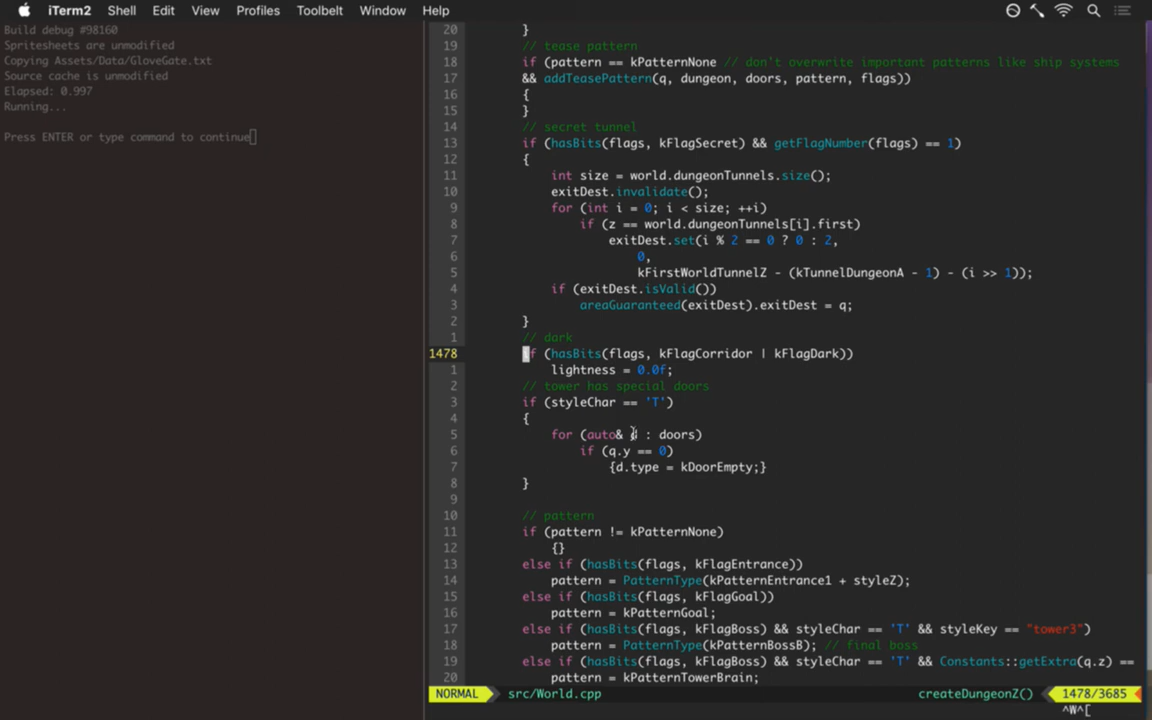 iTerm2 Shell Edit View Profiles Toolbelt Window Help
Build debug #98160
Spritesheets are unmodified
Copying Assets/Data/GloveGate.txt
Source cache is unmodified
Elapsed: 0.997
Running...
Press ENTER or type command to continue
20 }
19 // tease pattern
18 if (pattern == kPatternNone // don't overwrite important patterns like ship systems
17 && addTeasePattern(q, dungeon, doors, pattern, flags))
16 {
15 }
14 // secret tunnel
13 if (hasBits(flags, kFlagSecret) && getFlagNumber(flags) == 1)
12 {
11 int size = world.dungeonTunnels.size();
10 exitDest.invalidate();
9 for (int i = 0; i < size; ++i)
8 if (z == world.dungeonTunnels[i].first)
7 exitDest.set(i % 2 == 0 ? 0 : 2,
6 0,
5 kFirstWorldTunnelZ - (kTunnelDungeonA - 1) - (i >> 1));
4 if (exitDest.isValid())
3 areaGuaranteed(exitDest).exitDest = q;
2 }
1 // dark
1478 if (hasBits(flags, kFlagCorridor | kFlagDark))
1 lightness = 0.0f;
2 // tower has special doors
3 if (styleChar == 'T')
4 {
5 for (auto& : doors)
6 if (q.y == 0)
7 {d.type = kDoorEmpty;}
8 }
9
10 // pattern
11 if (pattern != kPatternNone)
12 {}
13 else if (hasBits(flags, kFlagEntrance))
14 pattern = PatternType(kPatternEntrance1 + styleZ);
15 else if (hasBits(flags, kFlagGoal))
16 pattern = kPatternGoal;
17 else if (hasBits(flags, kFlagBoss) && styleChar == 'T' && styleKey == "tower3")
18 pattern = PatternType(kPatternBossB); // final boss
19 else if (hasBits(flags, kFlagBoss) && styleChar == 'T' && Constants::getExtra(q.z) ==
20 pattern = kPatternTowerBrain;
NORMAL src/World.cpp createDungeonZ() 1478/3685
^W^[